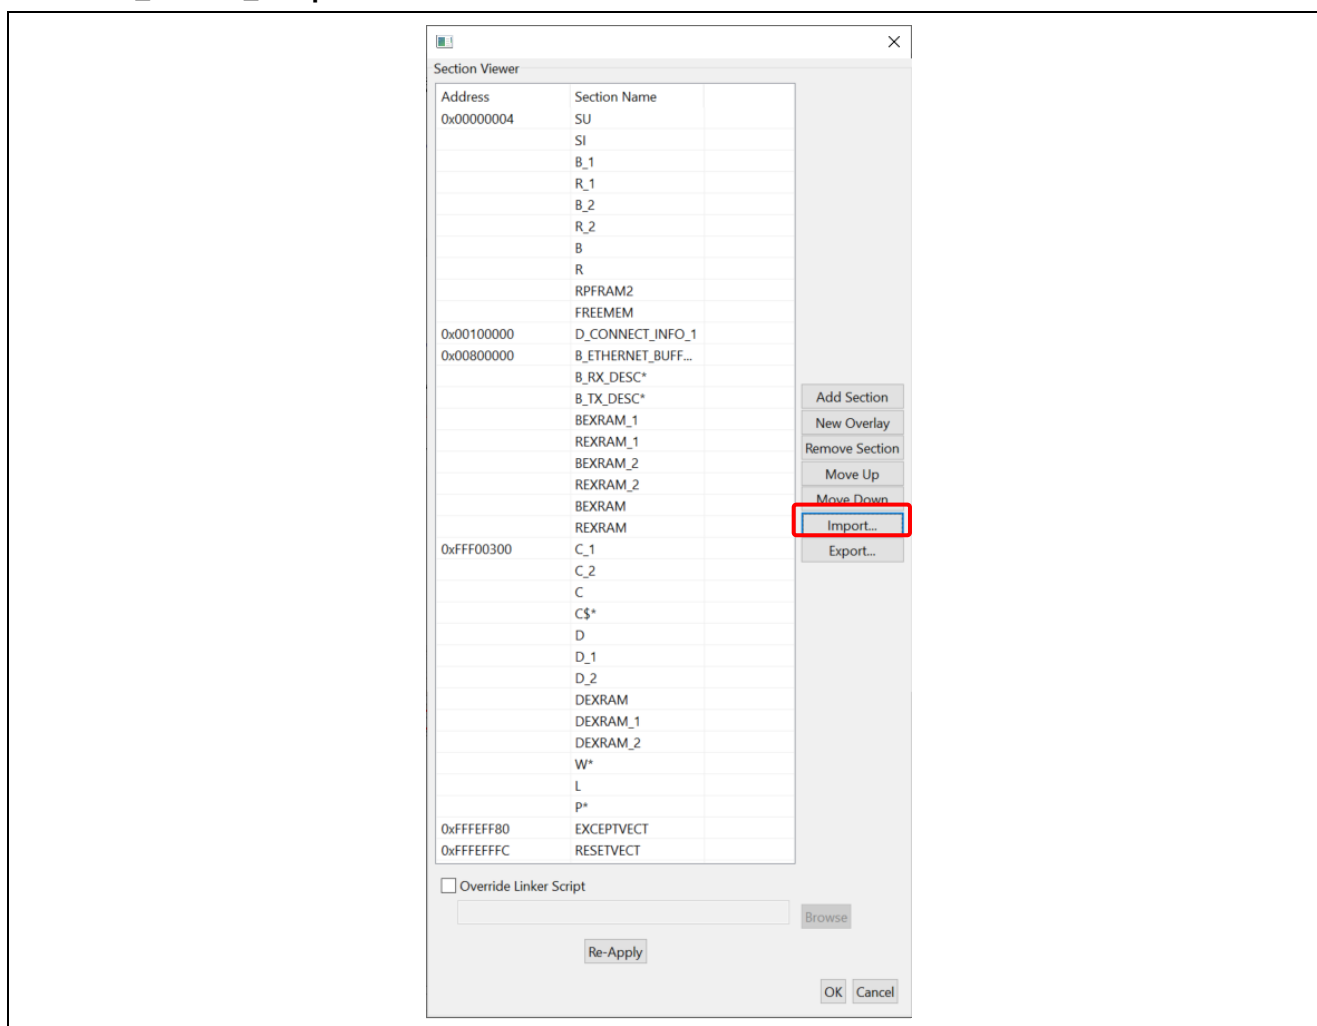 Section Viewer
Address Section Name
0x00000004 SU
SI
B_1
R_1
B_2
R_2
B
R
RPFRAM2
FREEMEM
0x00100000 D_CONNECT_INFO_1
0x00800000 B_ETHERNET_BUFF...
B_RX_DESC*
B_TX_DESC*
BEXRAM_1
REXRAM_1
BEXRAM_2
REXRAM_2
BEXRAM
REXRAM
0xFFF00300 C_1
C_2
C
C$*
D
D_1
D_2
DEXRAM
DEXRAM_1
DEXRAM_2
W*
L
P*
0xFFFEFF80 EXCEPTVECT
0xFFFEFFFC RESETVECT
Add Section
New Overlay
Remove Section
Move Up
Move Down
Import...
Export...
Override Linker Script
Browse
Re-Apply
OK Cancel